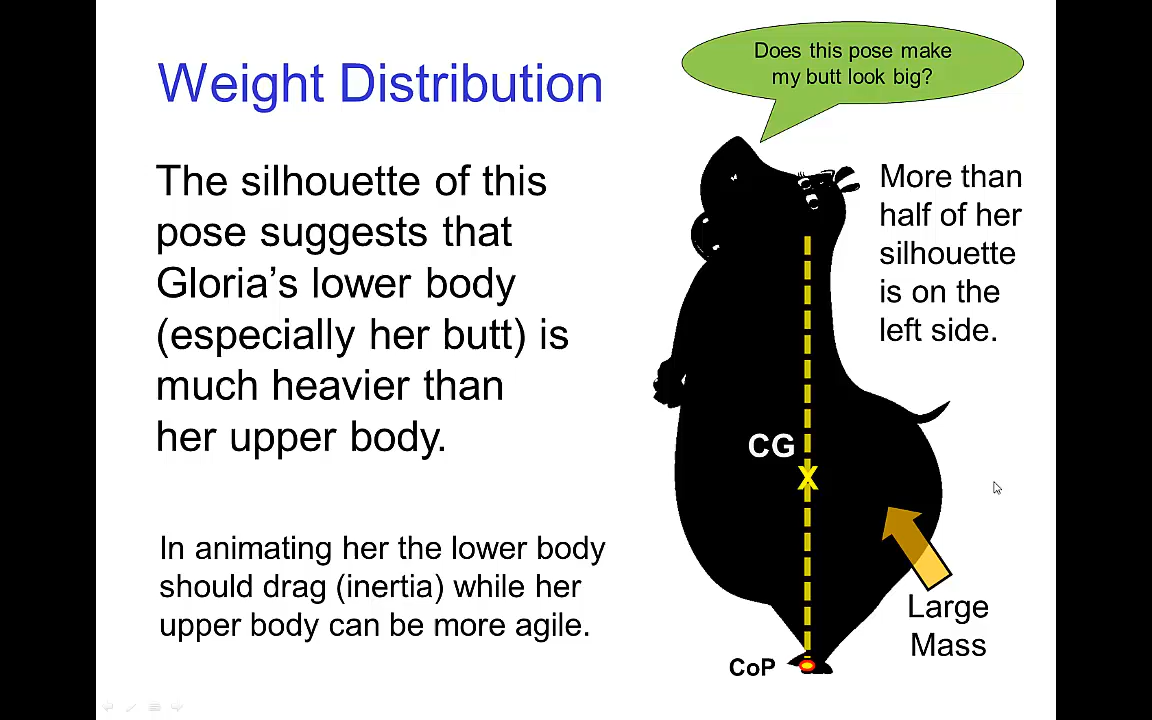 Weight Distribution
Does this pose make
my butt look big?
The silhouette of this
pose suggests that
Gloria’s lower body
(especially her butt) is
much heavier than
her upper body.
More than
half of her
silhouette
is on the
left side.
CG
X
In animating her the lower body
should drag (inertia) while her
upper body can be more agile.
Large
Mass
CoP